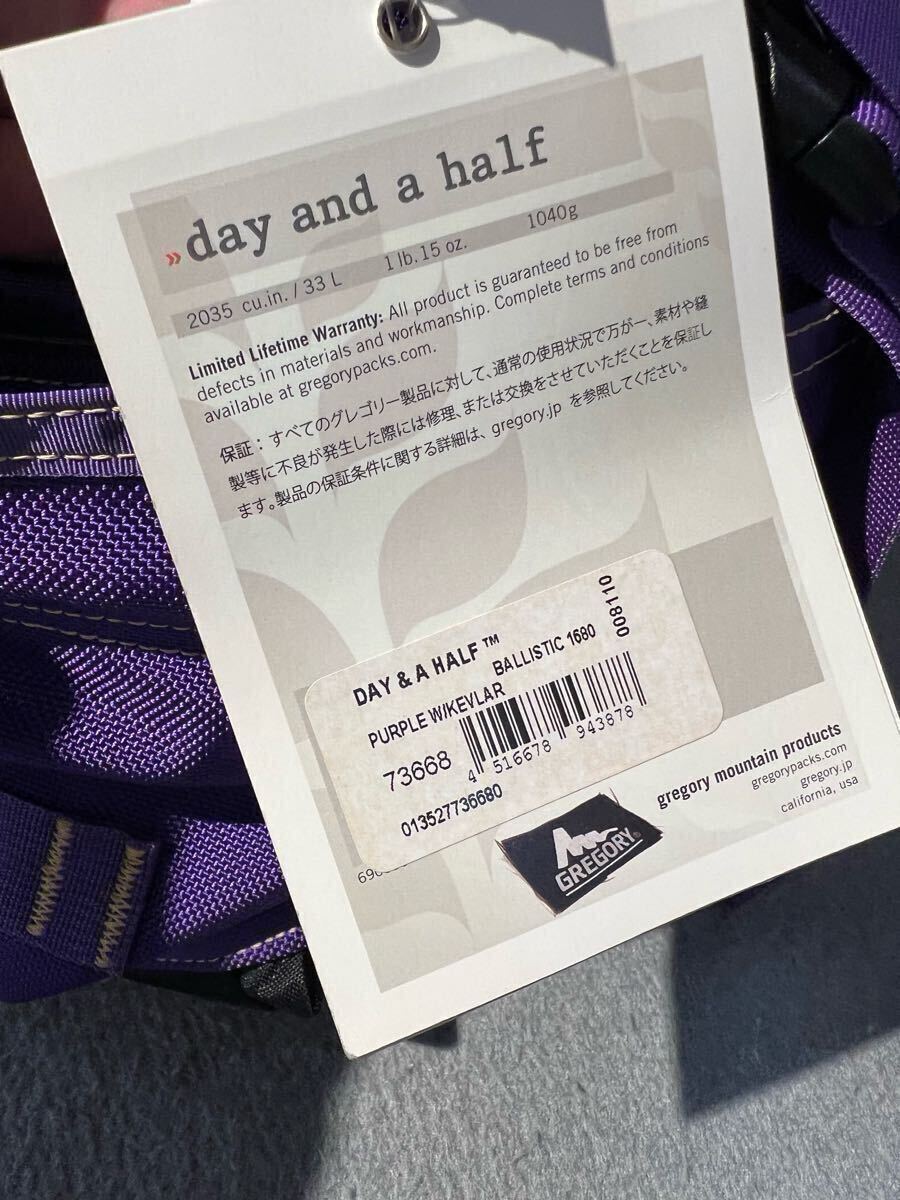 » day and a half
2035 cu.in. / 33 L 1 lb. 15 oz. 1040g
Limited Lifetime Warranty: All product is guaranteed to be free from
defects in materials and workmanship. Complete terms and conditions
available at gregorypacks.com.
保証 : すべてのグレゴリー製品に対して、通常の使用状況で万が一、素材や縫
製等に不良が発生した際には修理、または交換をさせていただくことを保証し
ます。製品の保証条件に関する詳細は、gregory.jp を参照してください。
DAY & A HALF™
PURPLE W/KEVLAR BALLISTIC 1680
008110
73668
4 516678 943878
013527736680
gregory mountain products
gregorypacks.com
gregory.jp
california, usa
GREGORY®